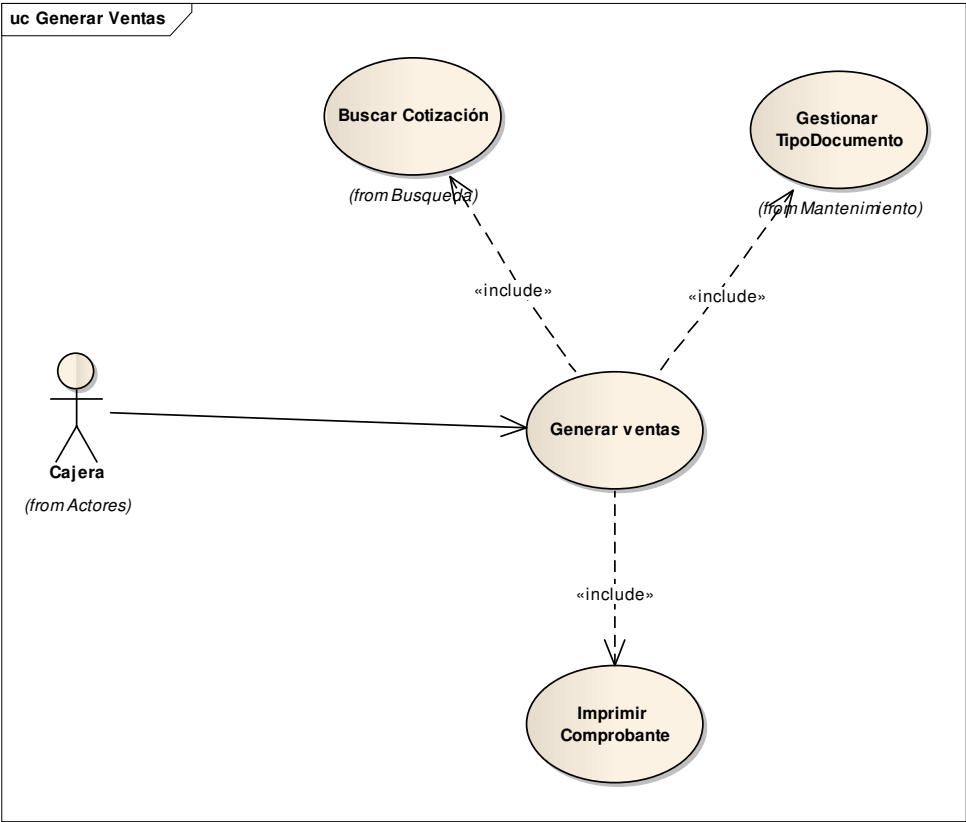 uc Generar Ventas
Buscar Cotización
(from Busqueda)
Gestionar
TipoDocumento
(from Mantenimiento)
«include»
«include»
Cajera
(from Actores)
Generar ventas
«include»
Imprimir
Comprobante